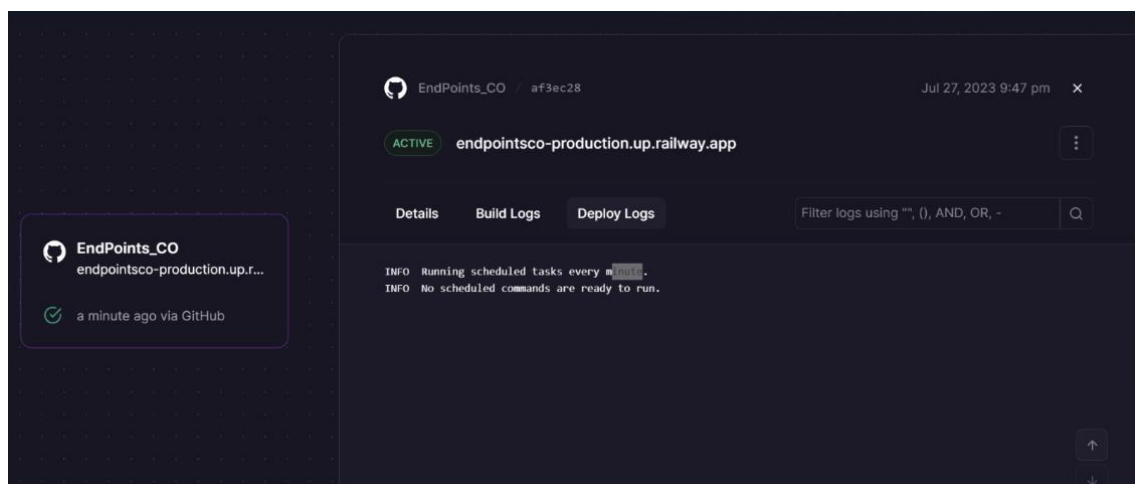 EndPoints_CO / af3ec28
Jul 27, 2023 9:47 pm
ACTIVE endpointsco-production.up.railway.app
Details Build Logs Deploy Logs
Filter logs using "", (), AND, OR, -
EndPoints_CO
endpointsco-production.up.r...
a minute ago via GitHub
INFO Running scheduled tasks every minute.
INFO No scheduled commands are ready to run.